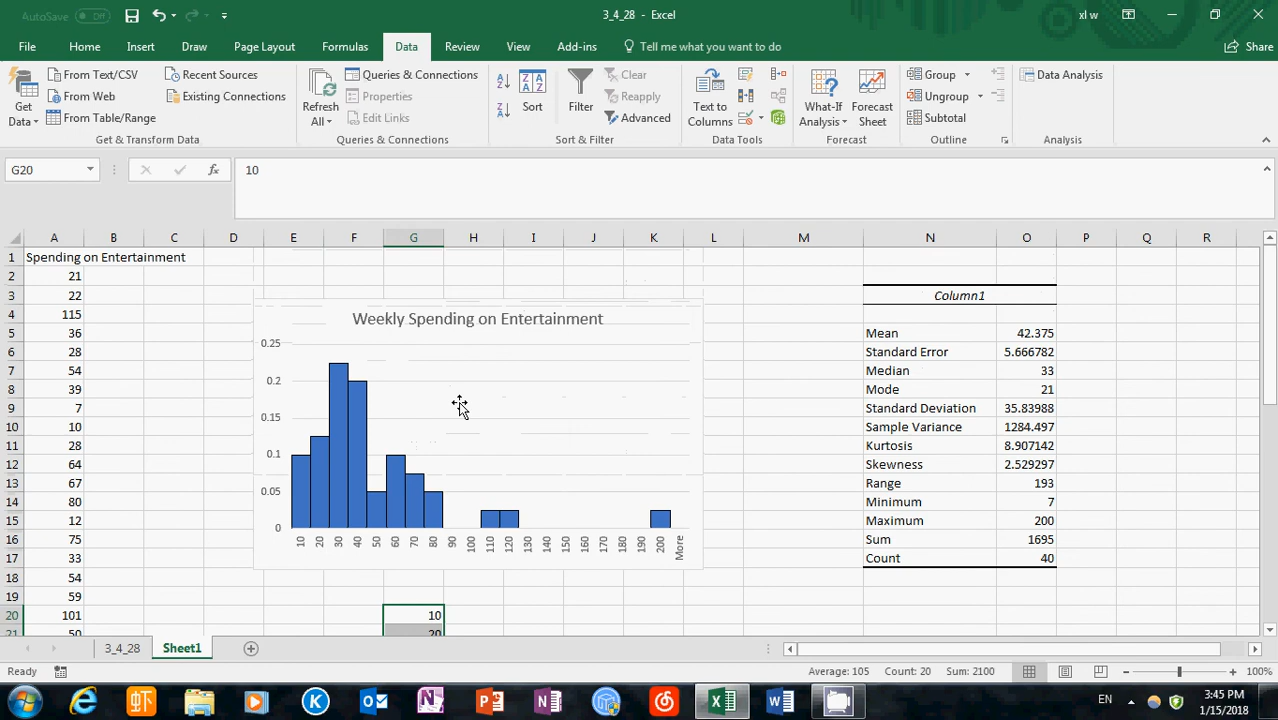 AutoSave Off
3_4_28 - Excel
xl w
File Home Insert Draw Page Layout Formulas Data Review View Add-ins Tell me what you want to do Share
Get Data
From Text/CSV
From Web
From Table/Range
Recent Sources
Existing Connections
Get & Transform Data
Refresh All
Queries & Connections
Properties
Edit Links
Queries & Connections
Sort
Filter
Clear
Reapply
Advanced
Sort & Filter
Text to Columns
Data Tools
What-If Analysis
Forecast Sheet
Forecast
Group
Ungroup
Subtotal
Outline
Data Analysis
Analysis
G20
fx
10
A B C D E F G H I J K L M N O P Q R
1 Spending on Entertainment
2 21
3 22
4 115
5 36
6 28
7 54
8 39
9 7
10 10
11 28
12 64
13 67
14 80
15 12
16 75
17 33
18 54
19 59
20 101
21 50
Weekly Spending on Entertainment
0.25
0.2
0.15
0.1
0.05
0
10 20 30 40 50 60 70 80 90 100 110 120 130 140 150 160 170 180 190 200 More
10
20
Column1
Mean 42.375
Standard Error 5.666782
Median 33
Mode 21
Standard Deviation 35.83988
Sample Variance 1284.497
Kurtosis 8.907142
Skewness 2.529297
Range 193
Minimum 7
Maximum 200
Sum 1695
Count 40
3_4_28 Sheet1
Ready
Average: 105 Count: 20 Sum: 2100
100%
EN
3:45 PM
1/15/2018